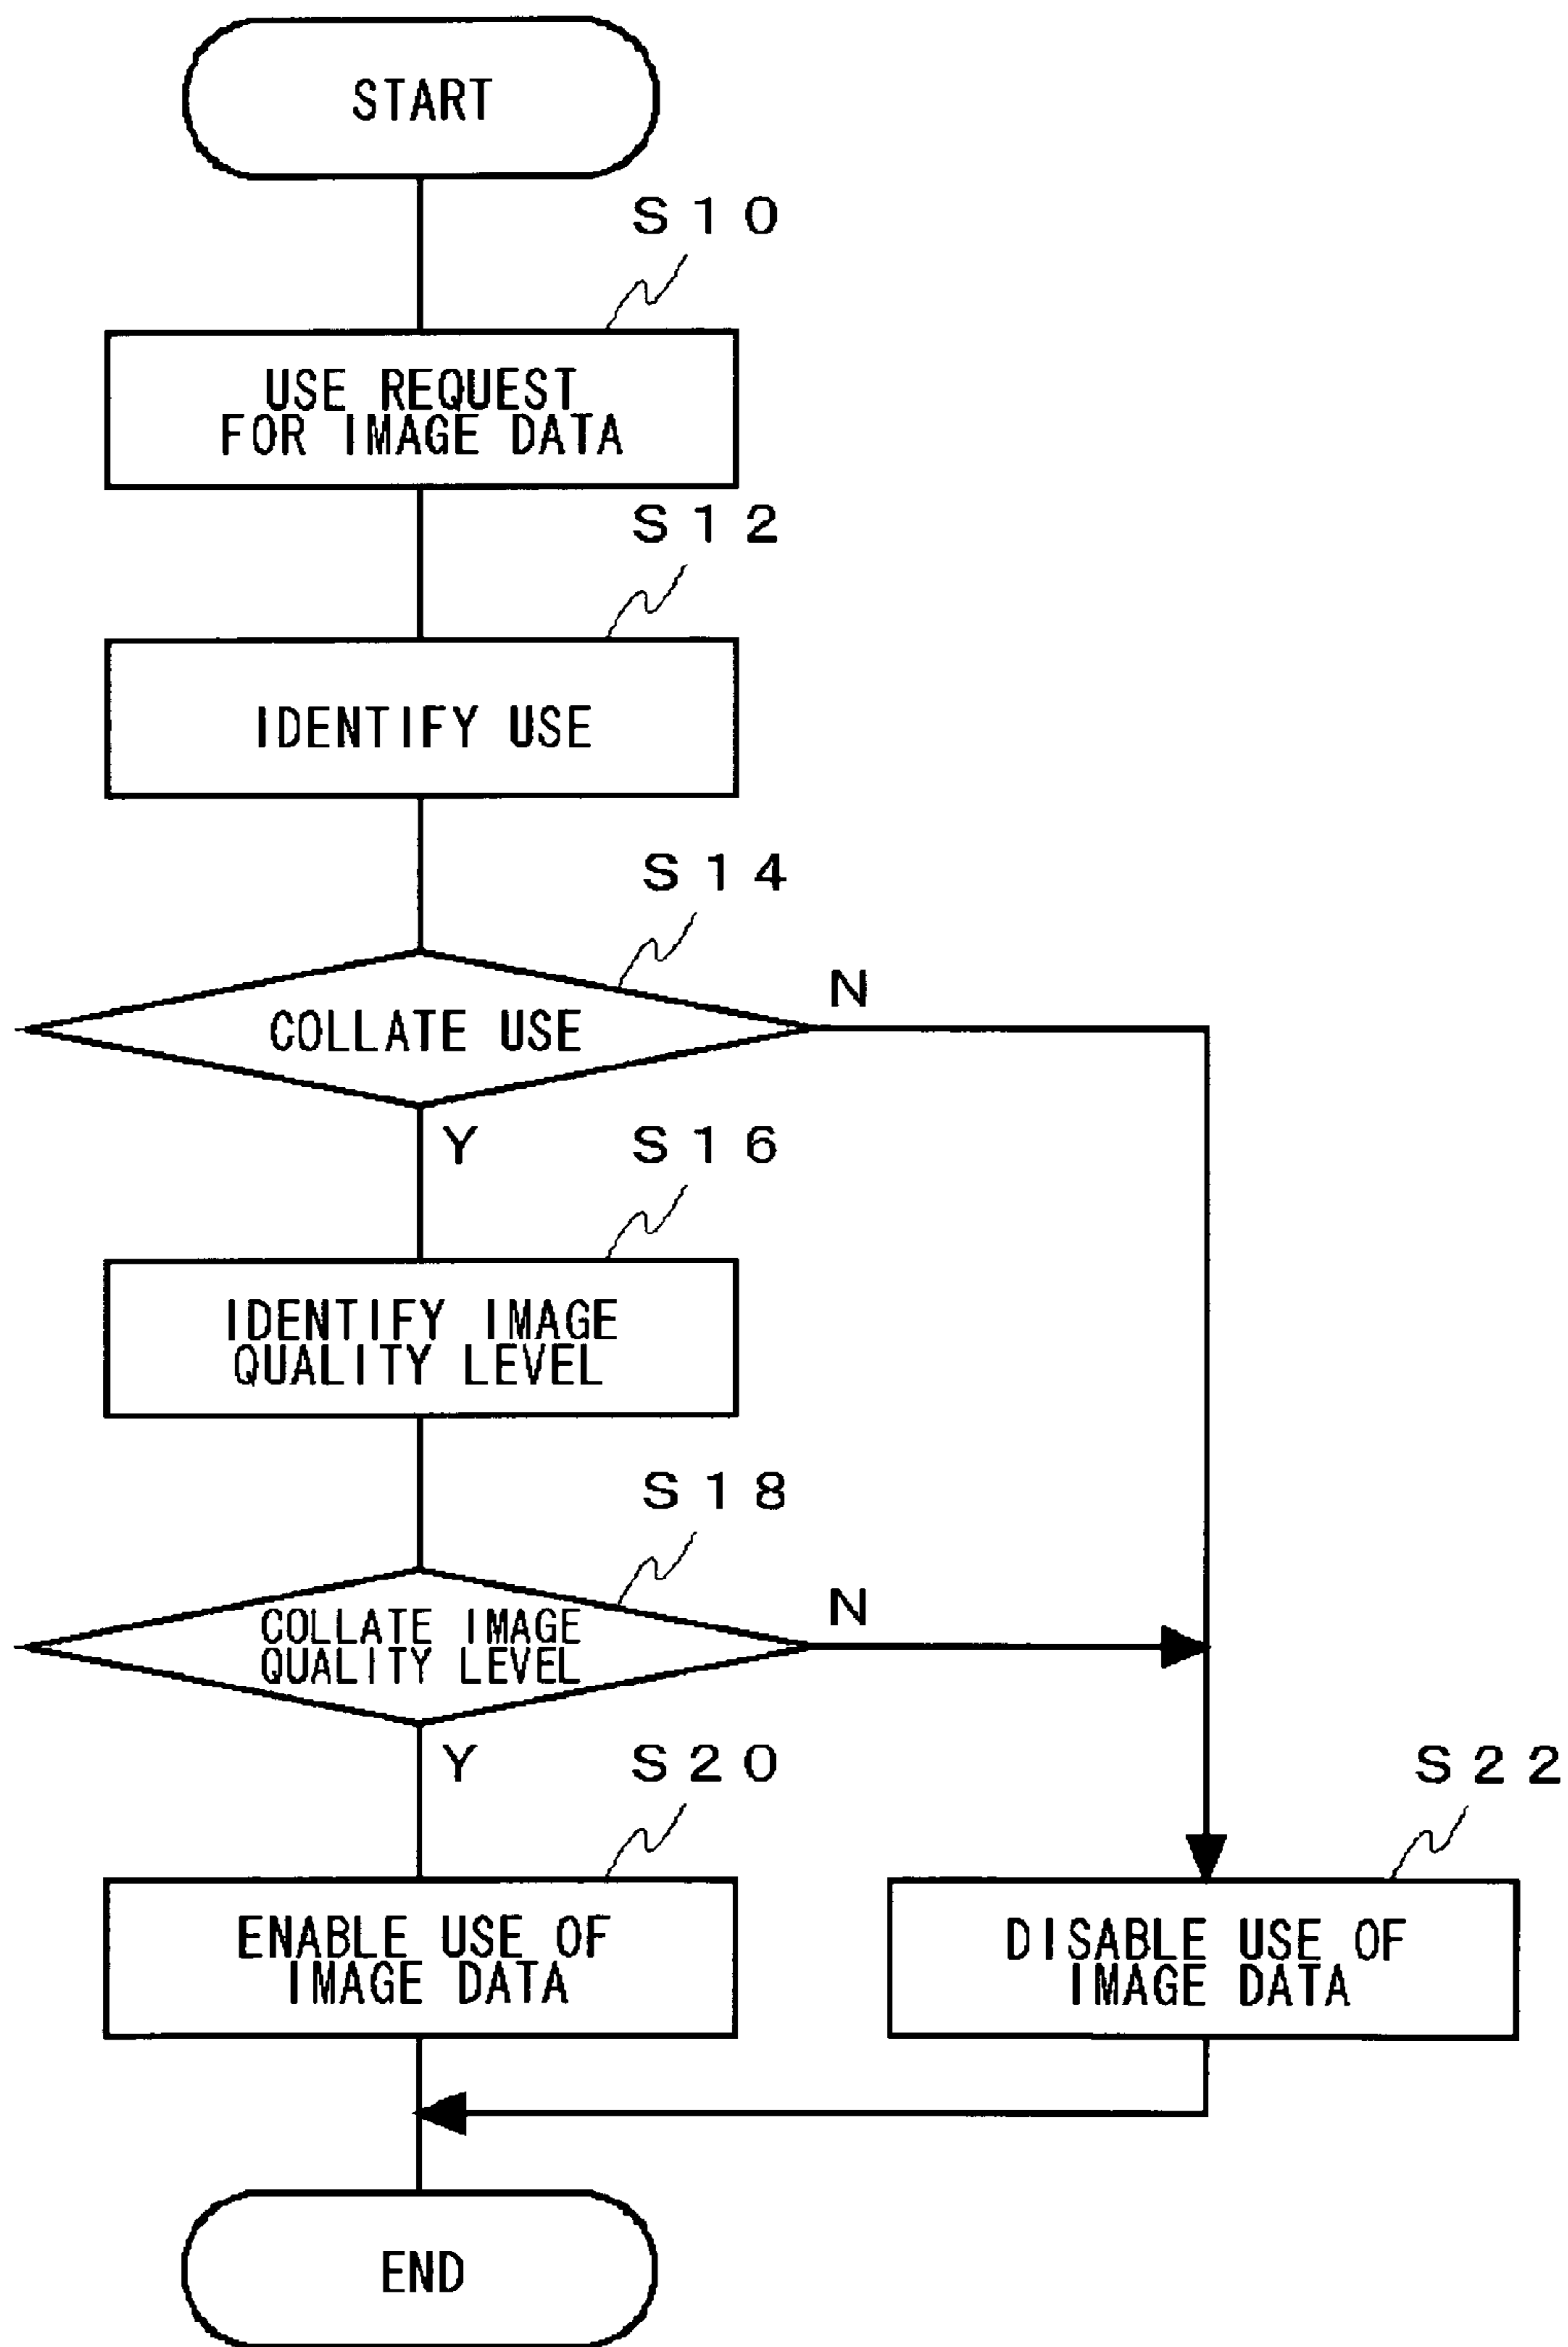 START
S10
USE REQUEST
FOR IMAGE DATA
S12
IDENTIFY USE
S14
COLLATE USE
N
Y
S16
IDENTIFY IMAGE
QUALITY LEVEL
S18
COLLATE IMAGE
QUALITY LEVEL
N
Y
S20
ENABLE USE OF
IMAGE DATA
S22
DISABLE USE OF
IMAGE DATA
END